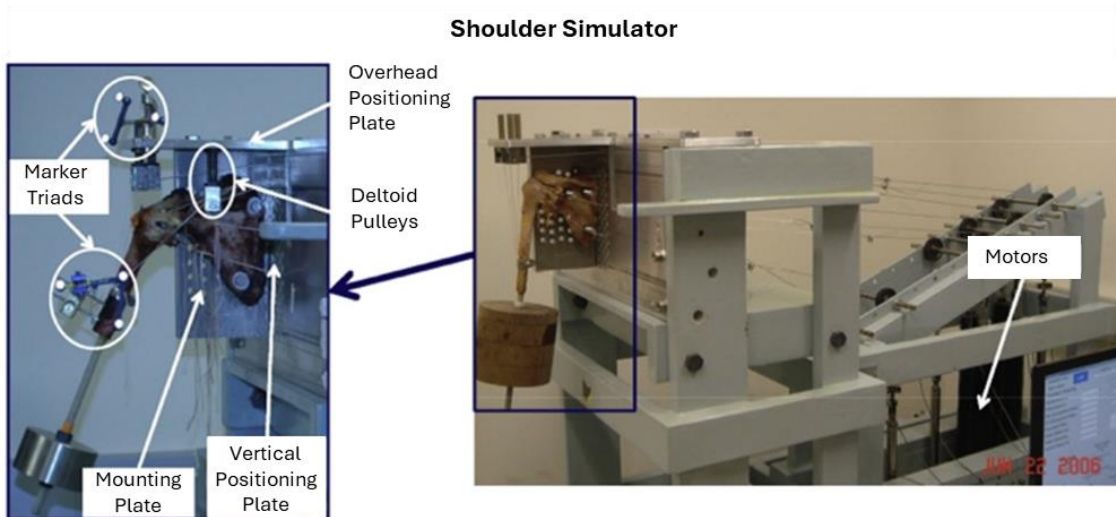 Shoulder Simulator
Overhead
Positioning
Plate
Marker
Triads
Deltoid
Pulleys
Motors
Mounting
Plate
Vertical
Positioning
Plate
JUN 22 2006